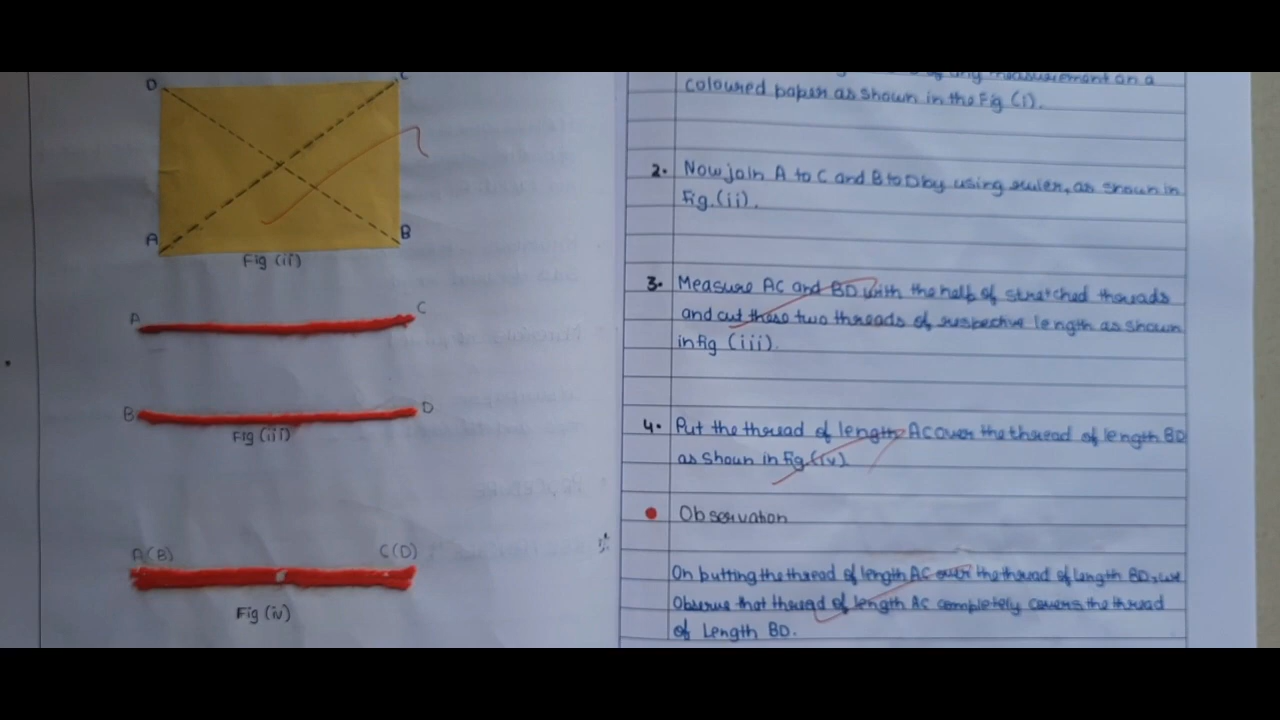 D
C
A
B
Fig (ii)
A
C
B
D
Fig (iii)
A(B)
C(D)
Fig (iv)
of any measurement on a
coloured paper as shown in the Fig (i).
2. Now join A to C and B to D by using ruler, as shown in
Fig.(ii).
3. Measure AC and BD with the help of stretched threads
and cut these two threads of respective length as shown
in fig (iii).
4. Put the thread of length AC over the thread of length BD
as shown in fig.(iv)
Observation
On putting the thread of length AC over the thread of length BD, we
observe that thread of length AC completely covers the thread
of length BD.